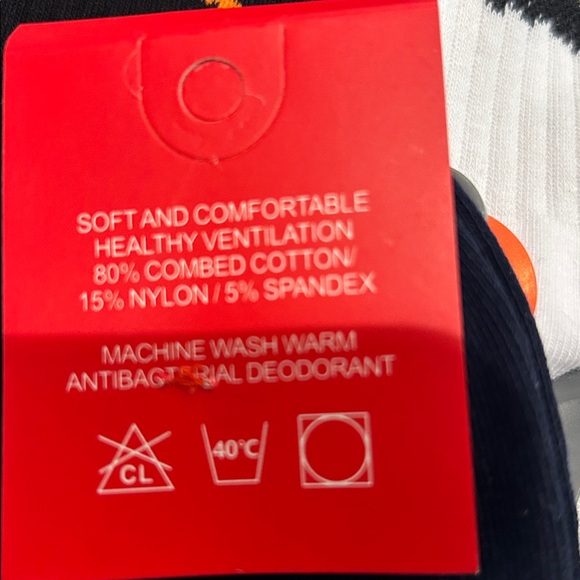 SOFT AND COMFORTABLE
HEALTHY VENTILATION
80% COMBED COTTON/
15% NYLON / 5% SPANDEX
MACHINE WASH WARM
ANTIBACTERIAL DEODORANT
CL 40°C